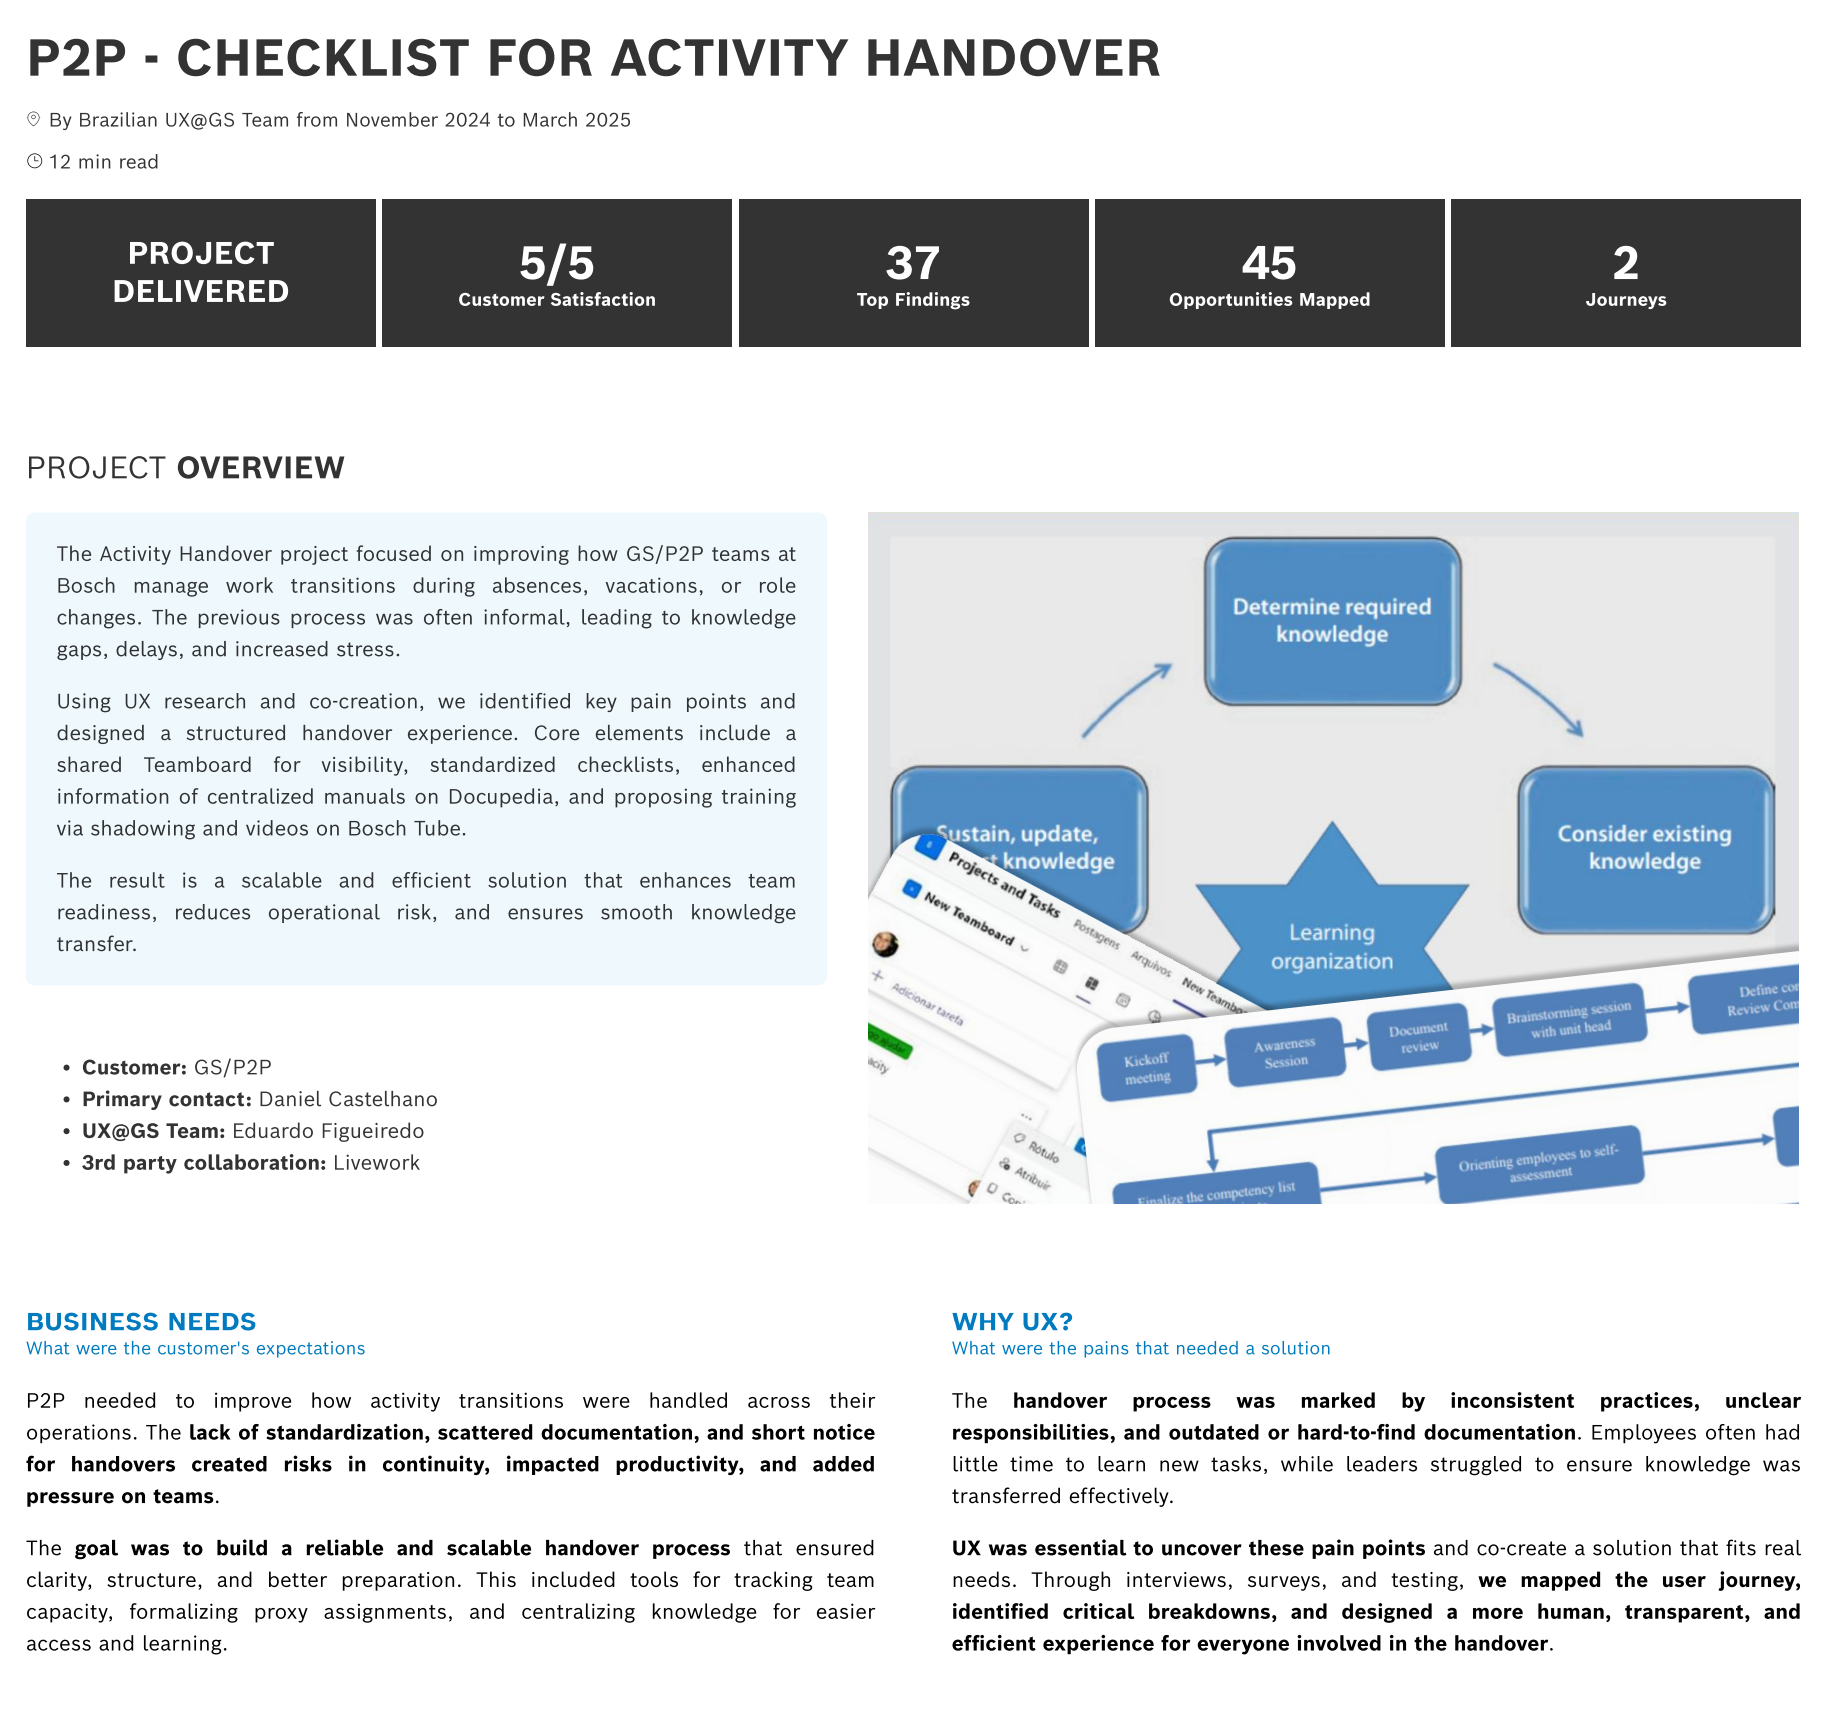 P2P - CHECKLIST FOR ACTIVITY HANDOVER
By Brazilian UX@GS Team from November 2024 to March 2025
12 min read
PROJECT
DELIVERED
5/5
Customer Satisfaction
37
Top Findings
45
Opportunities Mapped
2
Journeys
PROJECT OVERVIEW
The Activity Handover project focused on improving how GS/P2P teams at
Bosch manage work transitions during absences, vacations, or role
changes. The previous process was often informal, leading to knowledge
gaps, delays, and increased stress.
Using UX research and co-creation, we identified key pain points and
designed a structured handover experience. Core elements include a
shared Teamboard for visibility, standardized checklists, enhanced
information of centralized manuals on Docupedia, and proposing training
via shadowing and videos on Bosch Tube.
The result is a scalable and efficient solution that enhances team
readiness, reduces operational risk, and ensures smooth knowledge
transfer.
• Customer: GS/P2P
• Primary contact: Daniel Castelhano
• UX@GS Team: Eduardo Figueiredo
• 3rd party collaboration: Livework
Determine required
knowledge
Sustain, update,
knowledge
Consider existing
knowledge
Learning
organization
Projects and Tasks
Postagens
Arquivos
New Teambo
New Teamboard
Adicionar tarefa
Rótulo
Atribuir
Kickoff
meeting
Awareness
Session
Document
review
Brainstorming session
with unit head
Define con
Review Com
Finalize the competency list
Orienting employees to self-
assessment
BUSINESS NEEDS
What were the customer's expectations
P2P needed to improve how activity transitions were handled across their
operations. The lack of standardization, scattered documentation, and short notice
for handovers created risks in continuity, impacted productivity, and added
pressure on teams.
The goal was to build a reliable and scalable handover process that ensured
clarity, structure, and better preparation. This included tools for tracking team
capacity, formalizing proxy assignments, and centralizing knowledge for easier
access and learning.
WHY UX?
What were the pains that needed a solution
The handover process was marked by inconsistent practices, unclear
responsibilities, and outdated or hard-to-find documentation. Employees often had
little time to learn new tasks, while leaders struggled to ensure knowledge was
transferred effectively.
UX was essential to uncover these pain points and co-create a solution that fits real
needs. Through interviews, surveys, and testing, we mapped the user journey,
identified critical breakdowns, and designed a more human, transparent, and
efficient experience for everyone involved in the handover.